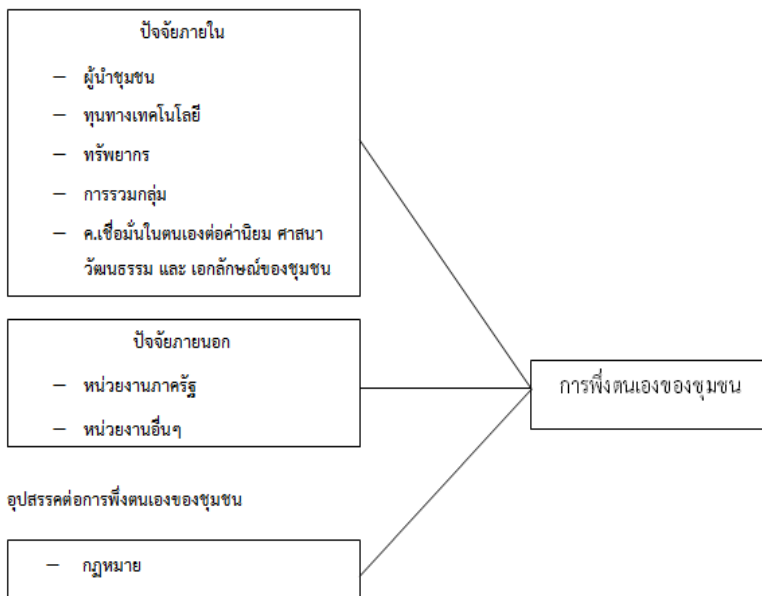 ปัจจัยภายใน
– ผู้นำชุมชน
– ทุนทางเทคโนโลยี
– ทรัพยากร
– การรวมกลุ่ม
– ค.เชื่อมั่นในตนเองต่อค่านิยม ศาสนา
วัฒนธรรม และ เอกลักษณ์ของชุมชน
ปัจจัยภายนอก
– หน่วยงานภาครัฐ
– หน่วยงานอื่นๆ
การพึ่งตนเองของชุมชน
อุปสรรคต่อการพึ่งตนเองของชุมชน
– กฎหมาย